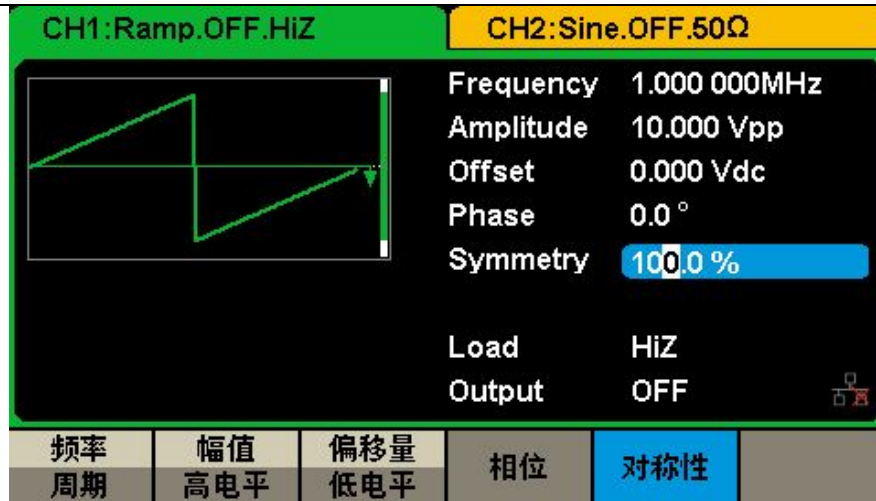 CH1:Ramp.OFF.HiZ CH2:Sine.OFF.50Ω
Frequency 1.000 000MHz
Amplitude 10.000 Vpp
Offset 0.000 Vdc
Phase 0.0 °
Symmetry 100.0 %
Load HiZ
Output OFF
频率 幅值 偏移量 相位 对称性
周期 高电平 低电平